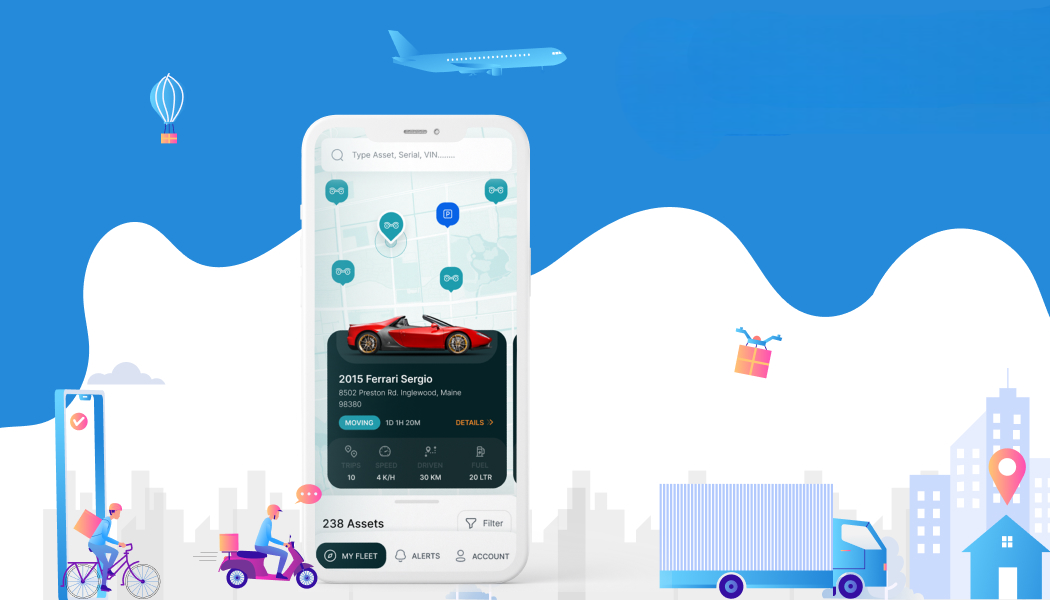 Type Asset, Serial, VIN........
P
2015 Ferrari Sergio
8502 Preston Rd. Inglewood, Maine
98380
MOVING 1D 1H 20M DETAILS
TRIPS SPEED DRIVEN FUEL
10 4 K/H 30 KM 20 LTR
238 Assets Filter
MY FLEET ALERTS ACCOUNT